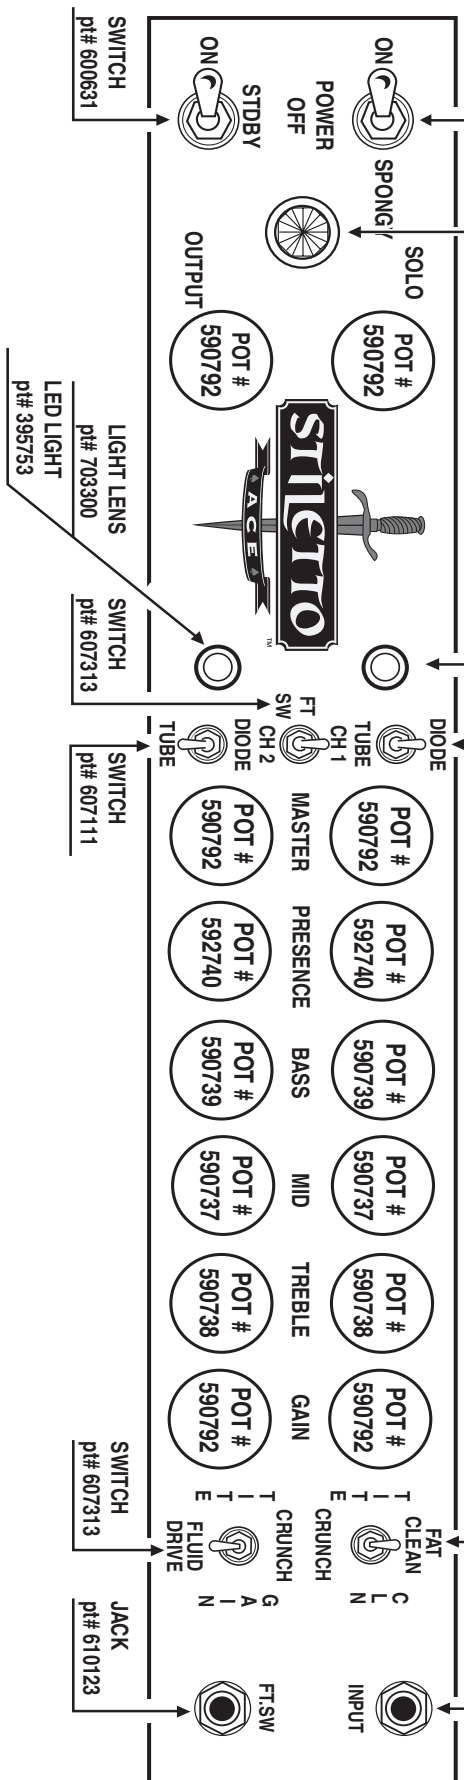 ON
POWER
OFF
SPONGY
ON
STDBY
SWITCH
pt# 600631
SOLO
POT #
590792
OUTPUT
POT #
590792
STILETTO
ACE
TM
LIGHT LENS
pt# 703300
LED LIGHT
pt# 395753
DIODE
TUBE
CH 1
FT
SW
CH 2
DIODE
TUBE
SWITCH
pt# 607313
SWITCH
pt# 607111
POT #
590792
MASTER
POT #
590792
POT #
592740
PRESENCE
POT #
592740
POT #
590739
BASS
POT #
590739
POT #
590737
MID
POT #
590737
POT #
590738
TREBLE
POT #
590738
POT #
590792
GAIN
POT #
590792
TITE
FAT
CLEAN
CRUNCH
CLN
TITE
CRUNCH
FLUID
DRIVE
GAIN
SWITCH
pt# 607313
INPUT
FT.SW
JACK
pt# 610123